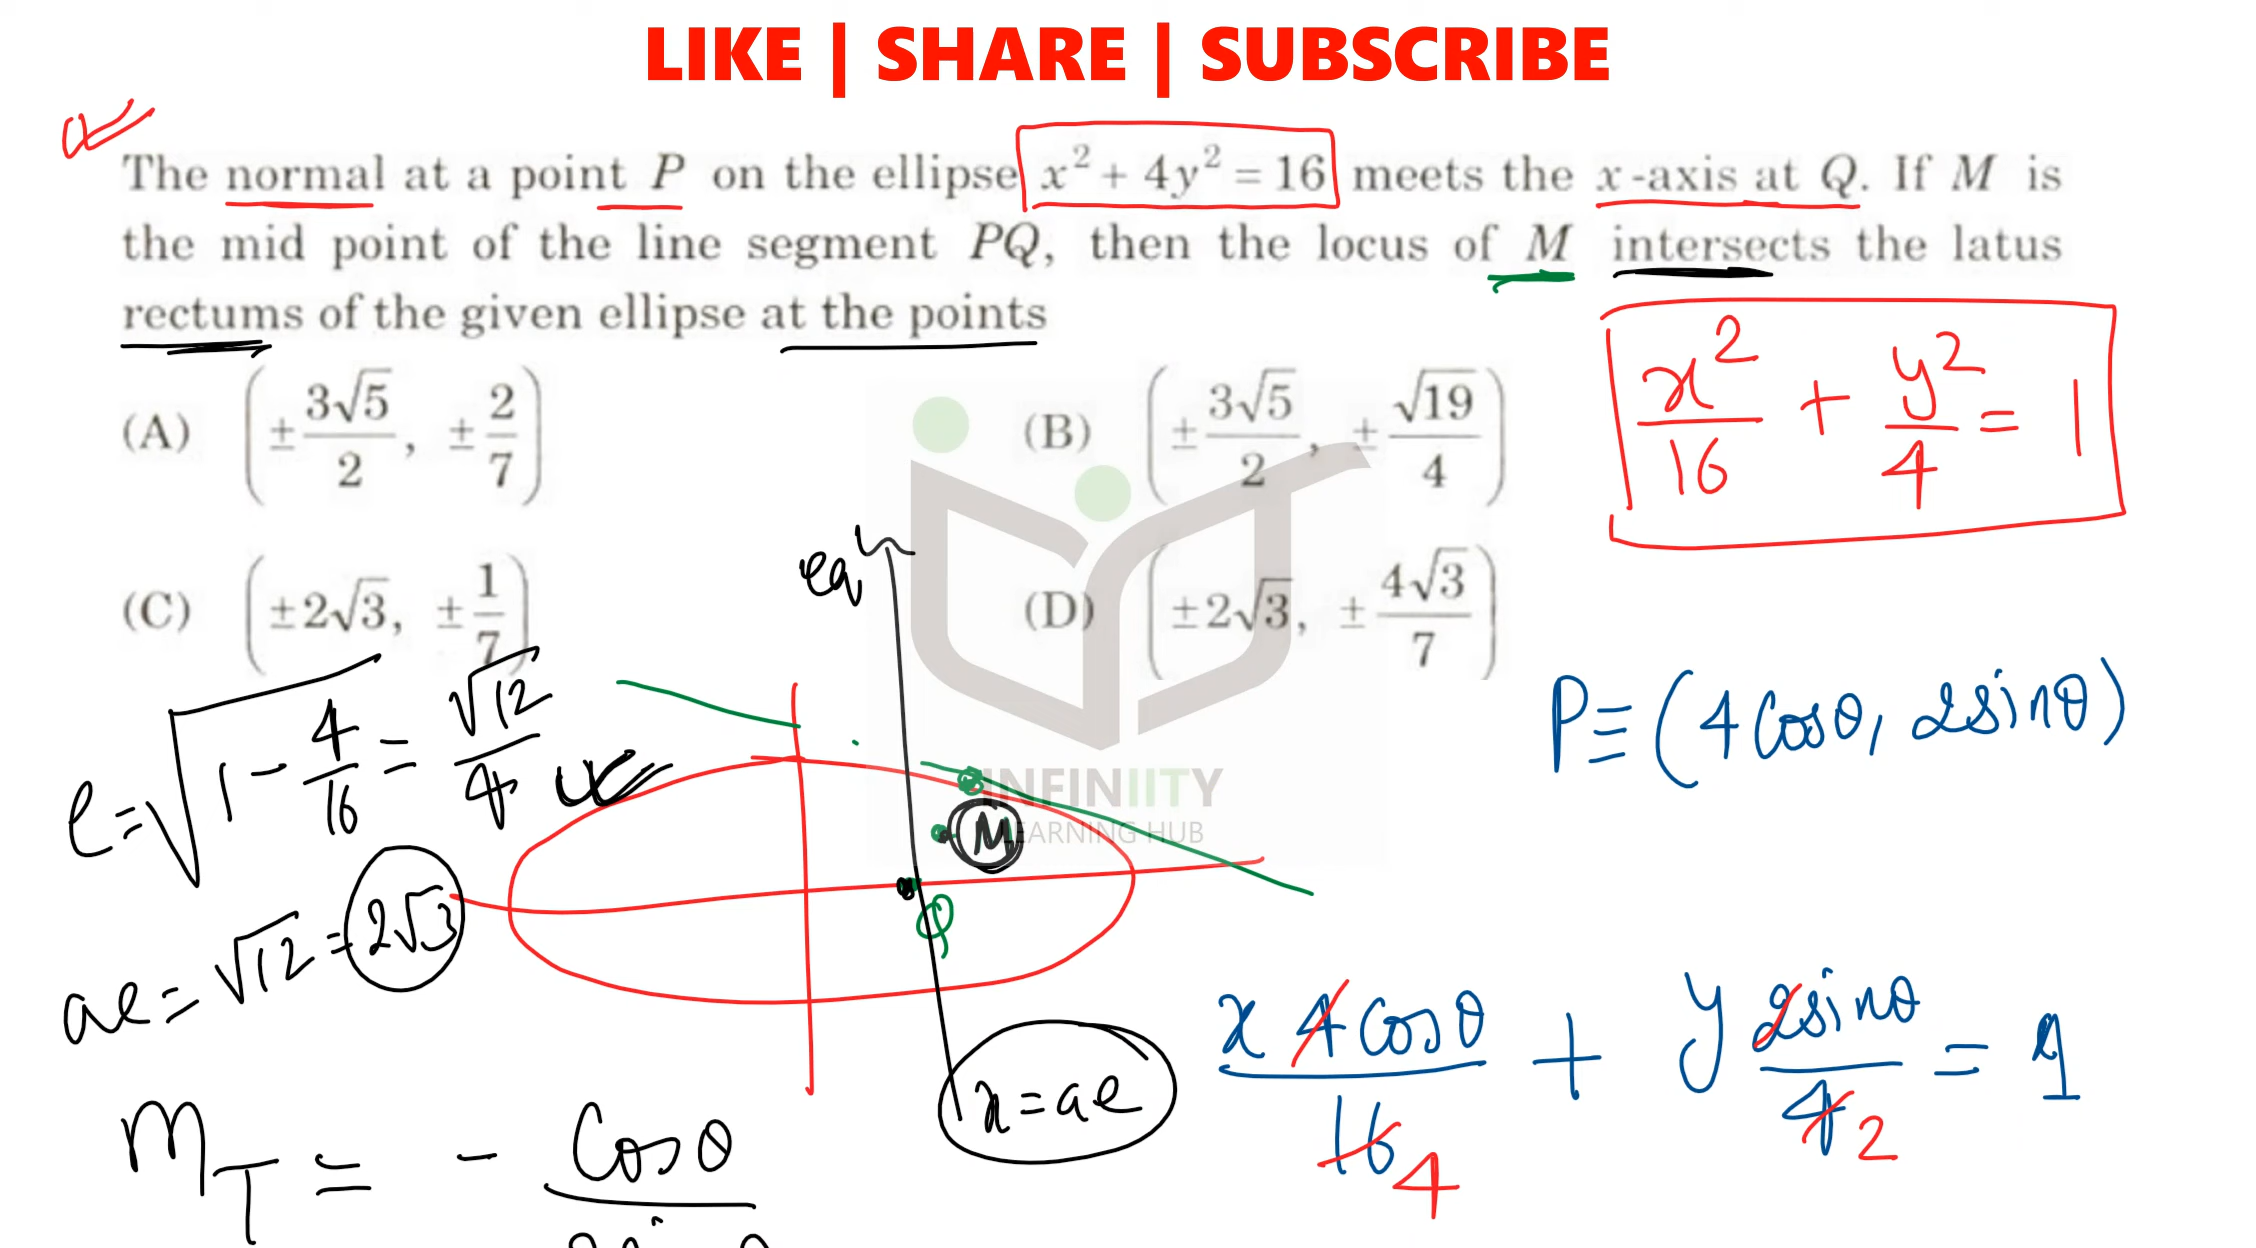 LIKE | SHARE | SUBSCRIBE
Q
The normal at a point P on the ellipse x² + 4y² = 16 meets the x-axis at Q. If M is
the mid point of the line segment PQ, then the locus of M intersects the latus
rectums of the given ellipse at the points
(A) (± 3√5/2, ± 2/7)
(B) (± 3√5/2, ± √19/4)
x²/16 + y²/4 = 1
(C) (±2√3, ± 1/7)
(D) (±2√3, ± 4√3/7)
e = √(1 - 4/16) = √12/4
P ≡ (4cosθ, 2sinθ)
INFINIITY
LEARNING HUB
M
Q
ae = √12 = 2√3
x 4cosθ/16 4 + y 2sinθ/4 2 = 1
x = ae
m_T = - cosθ